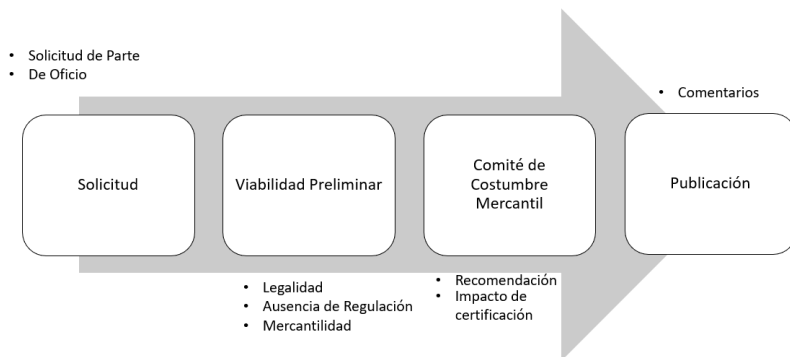 • Solicitud de Parte
• De Oficio
• Comentarios
Solicitud
Viabilidad Preliminar
Comité de
Costumbre
Mercantil
Publicación
• Legalidad
• Ausencia de Regulación
• Mercantilidad
• Recomendación
• Impacto de
certificación